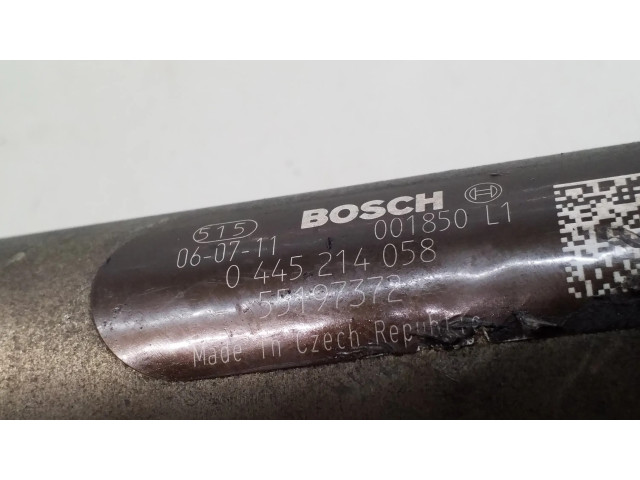 515 BOSCH
06-07-11 001850 L1
0 445 214 058
55197372
Made in Czech Republic